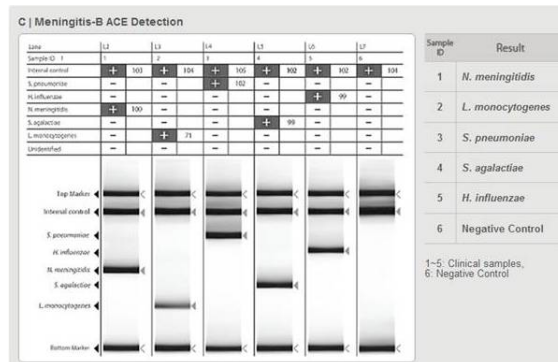 C | Meningitis-B ACE Detection
Lane L2 L3 L4 L5 L6 L7
Sample ID 1 1 2 3 4 5 6
Internal control + 103 + 104 + 105 + 102 + 102 + 101
S. pneumoniae − − + 102 − − −
H. influenzae − − − − + 99 −
N. meningitidis + 100 − − − − −
S. agalactiae − − − + 99 − −
L. monocytogenes − + 71 − − − −
Unidentified − − − − − −
Top Marker
Internal control
S. pneumoniae
H. influenzae
N. meningitidis
S. agalactiae
L. monocytogenes
Bottom Marker
Sample ID Result
1 N. meningitidis
2 L. monocytogenes
3 S. pneumoniae
4 S. agalactiae
5 H. influenzae
6 Negative Control
1~5: Clinical samples,
6: Negative Control